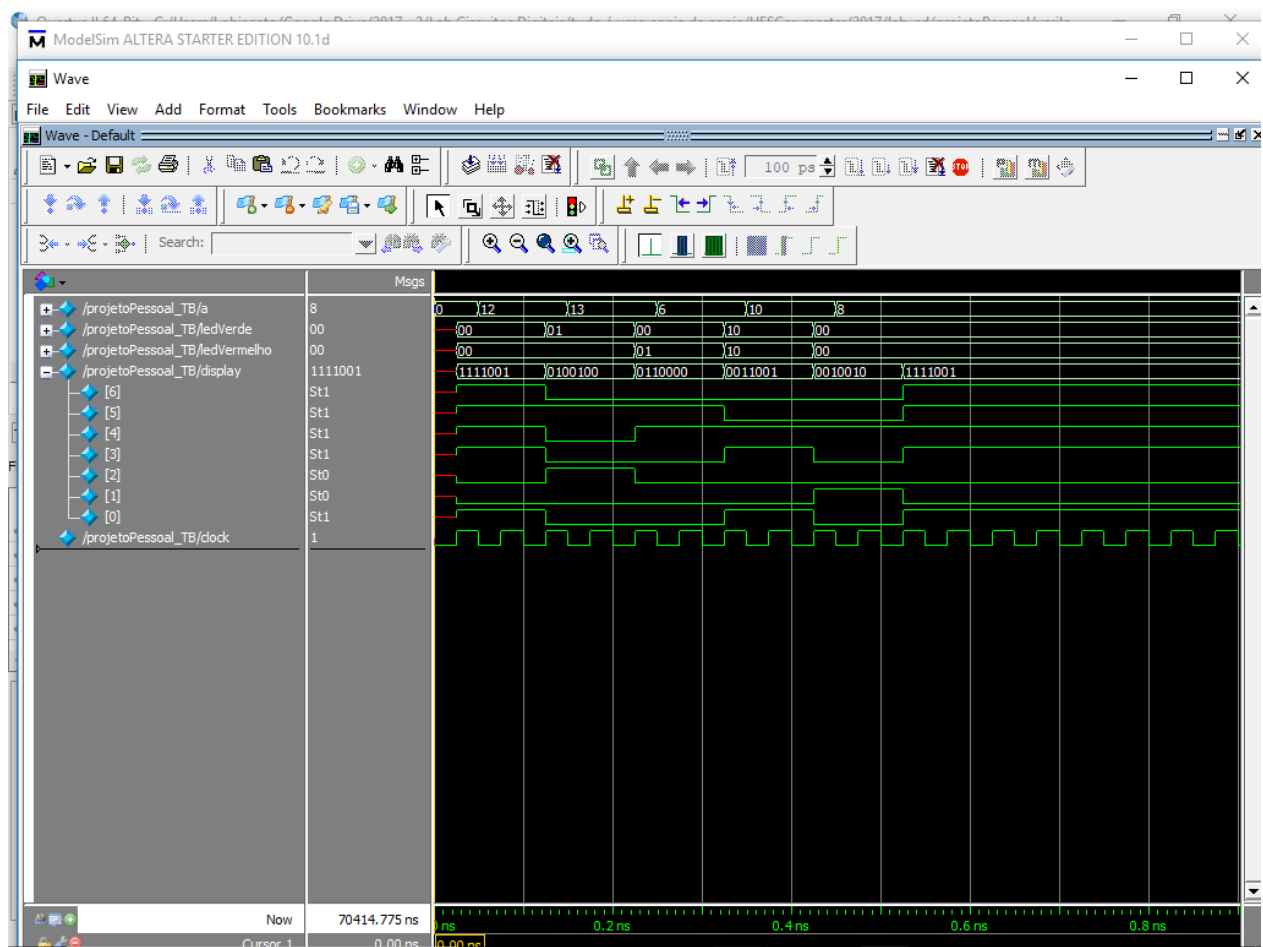 ModelSim ALTERA STARTER EDITION 10.1d
Wave
File Edit View Add Format Tools Bookmarks Window Help
Wave - Default
100 ps
Search:
Msgs
/projetoPessoal_TB/a 8 0 12 13 6 10 8
/projetoPessoal_TB/ledVerde 00 00 01 00 10 00
/projetoPessoal_TB/ledVermelho 00 00 01 10 00
/projetoPessoal_TB/display 1111001 1111001 0100100 0110000 0011001 0010010 1111001
[6] St1
[5] St1
[4] St1
[3] St1
[2] St0
[1] St0
[0] St1
/projetoPessoal_TB/clock 1
Now 70414.775 ns ns 0.2 ns 0.4 ns 0.6 ns 0.8 ns
Cursor 1 0.00 ns 0.00 ns